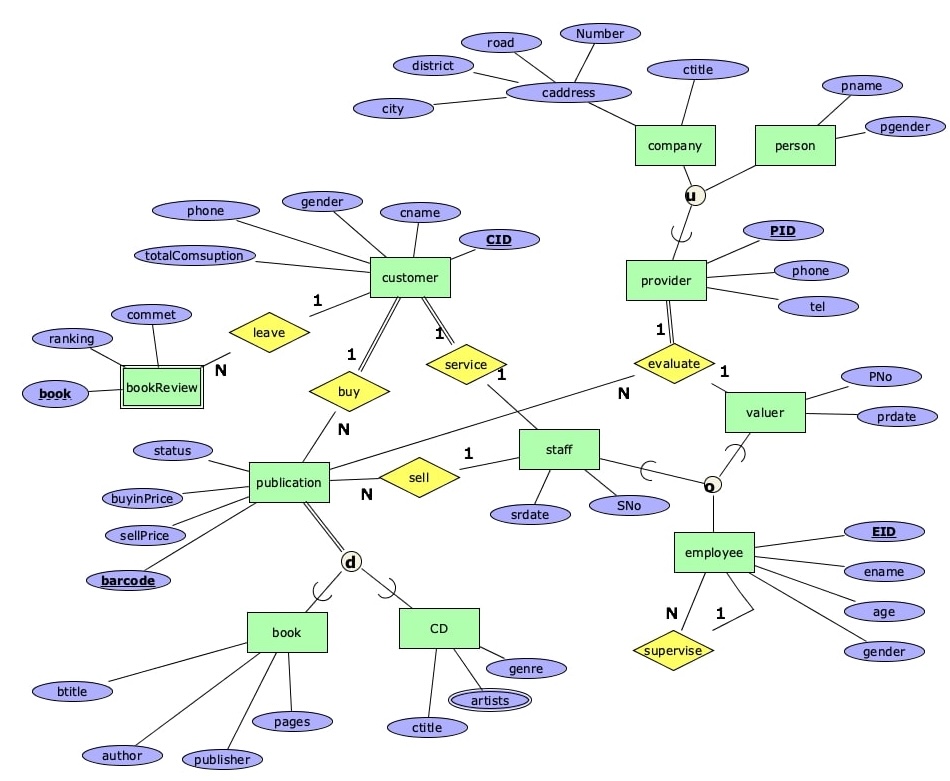 Number
road
ctitle
district
caddress
pname
city
pgender
company
person
u
gender
phone
cname
PID
CID
totalComsuption
phone
customer
provider
1
tel
commet
1
1
leave
ranking
1
service
evaluate
N
1
1
PNo
bookReview
buy
book
N
valuer
prdate
N
status
staff
1
sell
publication
N
o
buyinPrice
SNo
srdate
sellPrice
EID
employee
d
barcode
ename
N
1
age
book
CD
supervise
gender
genre
btitle
artists
pages
ctitle
author
publisher